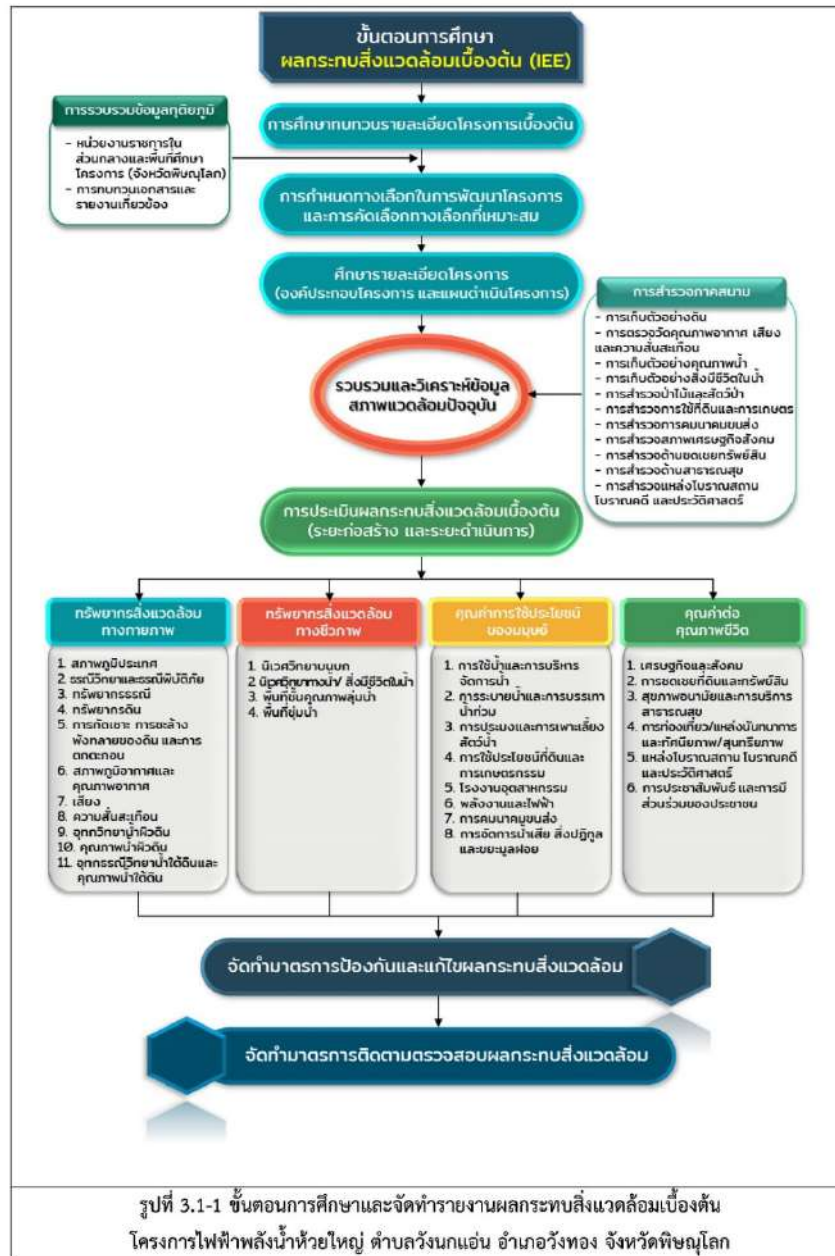 ขั้นตอนการศึกษา
ผลกระทบสิ่งแวดล้อมเบื้องต้น (IEE)
การศึกษาทบทวนรายละเอียดโครงการเบื้องต้น
การรวบรวมข้อมูลทุติยภูมิ
- หน่วยงานราชการใน
ส่วนกลางและพื้นที่ศึกษา
โครงการ (จังหวัดพิษณุโลก)
- การทบทวนเอกสารและ
รายงานเกี่ยวข้อง
การกำหนดทางเลือกในการพัฒนาโครงการ
และการคัดเลือกทางเลือกที่เหมาะสม
ศึกษารายละเอียดโครงการ
(องค์ประกอบโครงการ และแผนดำเนินโครงการ)
การสำรวจภาคสนาม
- การเก็บตัวอย่างดิน
- การตรวจวัดคุณภาพอากาศ เสียง
และความสั่นสะเทือน
- การเก็บตัวอย่างคุณภาพน้ำ
- การเก็บตัวอย่างสิ่งมีชีวิตในน้ำ
- การสำรวจป่าไม้และสัตว์ป่า
- การสำรวจการใช้ที่ดินและการเกษตร
- การสำรวจการคมนาคมขนส่ง
- การสำรวจสภาพเศรษฐกิจสังคม
- การสำรวจด้านชดเชยทรัพย์สิน
- การสำรวจด้านสาธารณสุข
- การสำรวจแหล่งโบราณสถาน
โบราณคดี และประวัติศาสตร์
รวบรวมและวิเคราะห์ข้อมูล
สภาพแวดล้อมปัจจุบัน
การประเมินผลกระทบสิ่งแวดล้อมเบื้องต้น
(ระยะก่อสร้าง และระยะดำเนินการ)
ทรัพยากรสิ่งแวดล้อม
ทางกายภาพ
1. สภาพภูมิประเทศ
2. ธรณีวิทยาและธรณีพิบัติภัย
3. ทรัพยากรธรณี
4. ทรัพยากรดิน
5. การกัดเซาะ การชะล้าง
พังทลายของดิน และการ
ตกตะกอน
6. สภาพภูมิอากาศและ
คุณภาพอากาศ
7. เสียง
8. ความสั่นสะเทือน
9. อุทกวิทยาน้ำผิวดิน
10. คุณภาพน้ำผิวดิน
11. อุทกธรณีวิทยาน้ำใต้ดินและ
คุณภาพน้ำใต้ดิน
ทรัพยากรสิ่งแวดล้อม
ทางชีวภาพ
1. นิเวศวิทยาบนบก
2. นิเวศวิทยาทางน้ำ/ สิ่งมีชีวิตในน้ำ
3. พื้นที่ชั้นคุณภาพลุ่มน้ำ
4. พื้นที่ชุ่มน้ำ
คุณค่าการใช้ประโยชน์
ของมนุษย์
1. การใช้น้ำและการบริหาร
จัดการน้ำ
2. การระบายน้ำและการบรรเทา
น้ำท่วม
3. การประมงและการเพาะเลี้ยง
สัตว์น้ำ
4. การใช้ประโยชน์ที่ดินและ
การเกษตรกรรม
5. โรงงานอุตสาหกรรม
6. พลังงานและไฟฟ้า
7. การคมนาคมขนส่ง
8. การจัดการน้ำเสีย สิ่งปฏิกูล
และขยะมูลฝอย
คุณค่าต่อ
คุณภาพชีวิต
1. เศรษฐกิจและสังคม
2. การชดเชยที่ดินและทรัพย์สิน
3. สุขภาพอนามัยและการบริการ
สาธารณสุข
4. การท่องเที่ยว/แหล่งนันทนาการ
และทัศนียภาพ/สุนทรียภาพ
5. แหล่งโบราณสถาน โบราณคดี
และประวัติศาสตร์
6. การประชาสัมพันธ์ และการมี
ส่วนร่วมของประชาชน
จัดทำมาตรการป้องกันและแก้ไขผลกระทบสิ่งแวดล้อม
จัดทำมาตรการติดตามตรวจสอบผลกระทบสิ่งแวดล้อม
รูปที่ 3.1-1 ขั้นตอนการศึกษาและจัดทำรายงานผลกระทบสิ่งแวดล้อมเบื้องต้น
โครงการไฟฟ้าพลังน้ำห้วยใหญ่ ตำบลวังนกแอ่น อำเภอวังทอง จังหวัดพิษณุโลก